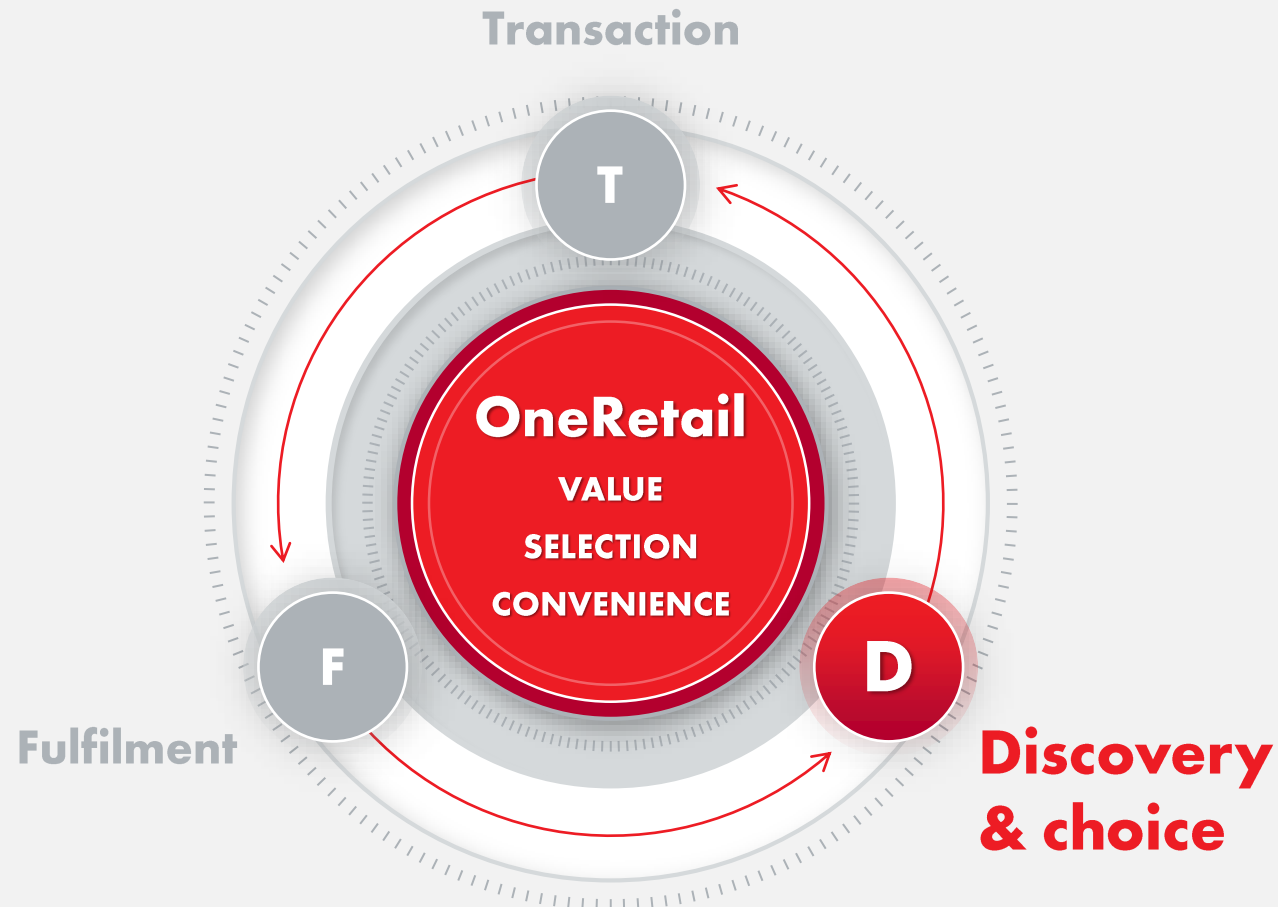 Transaction
T
OneRetail
VALUE
SELECTION
CONVENIENCE
F
D
Fulfilment
Discovery
& choice